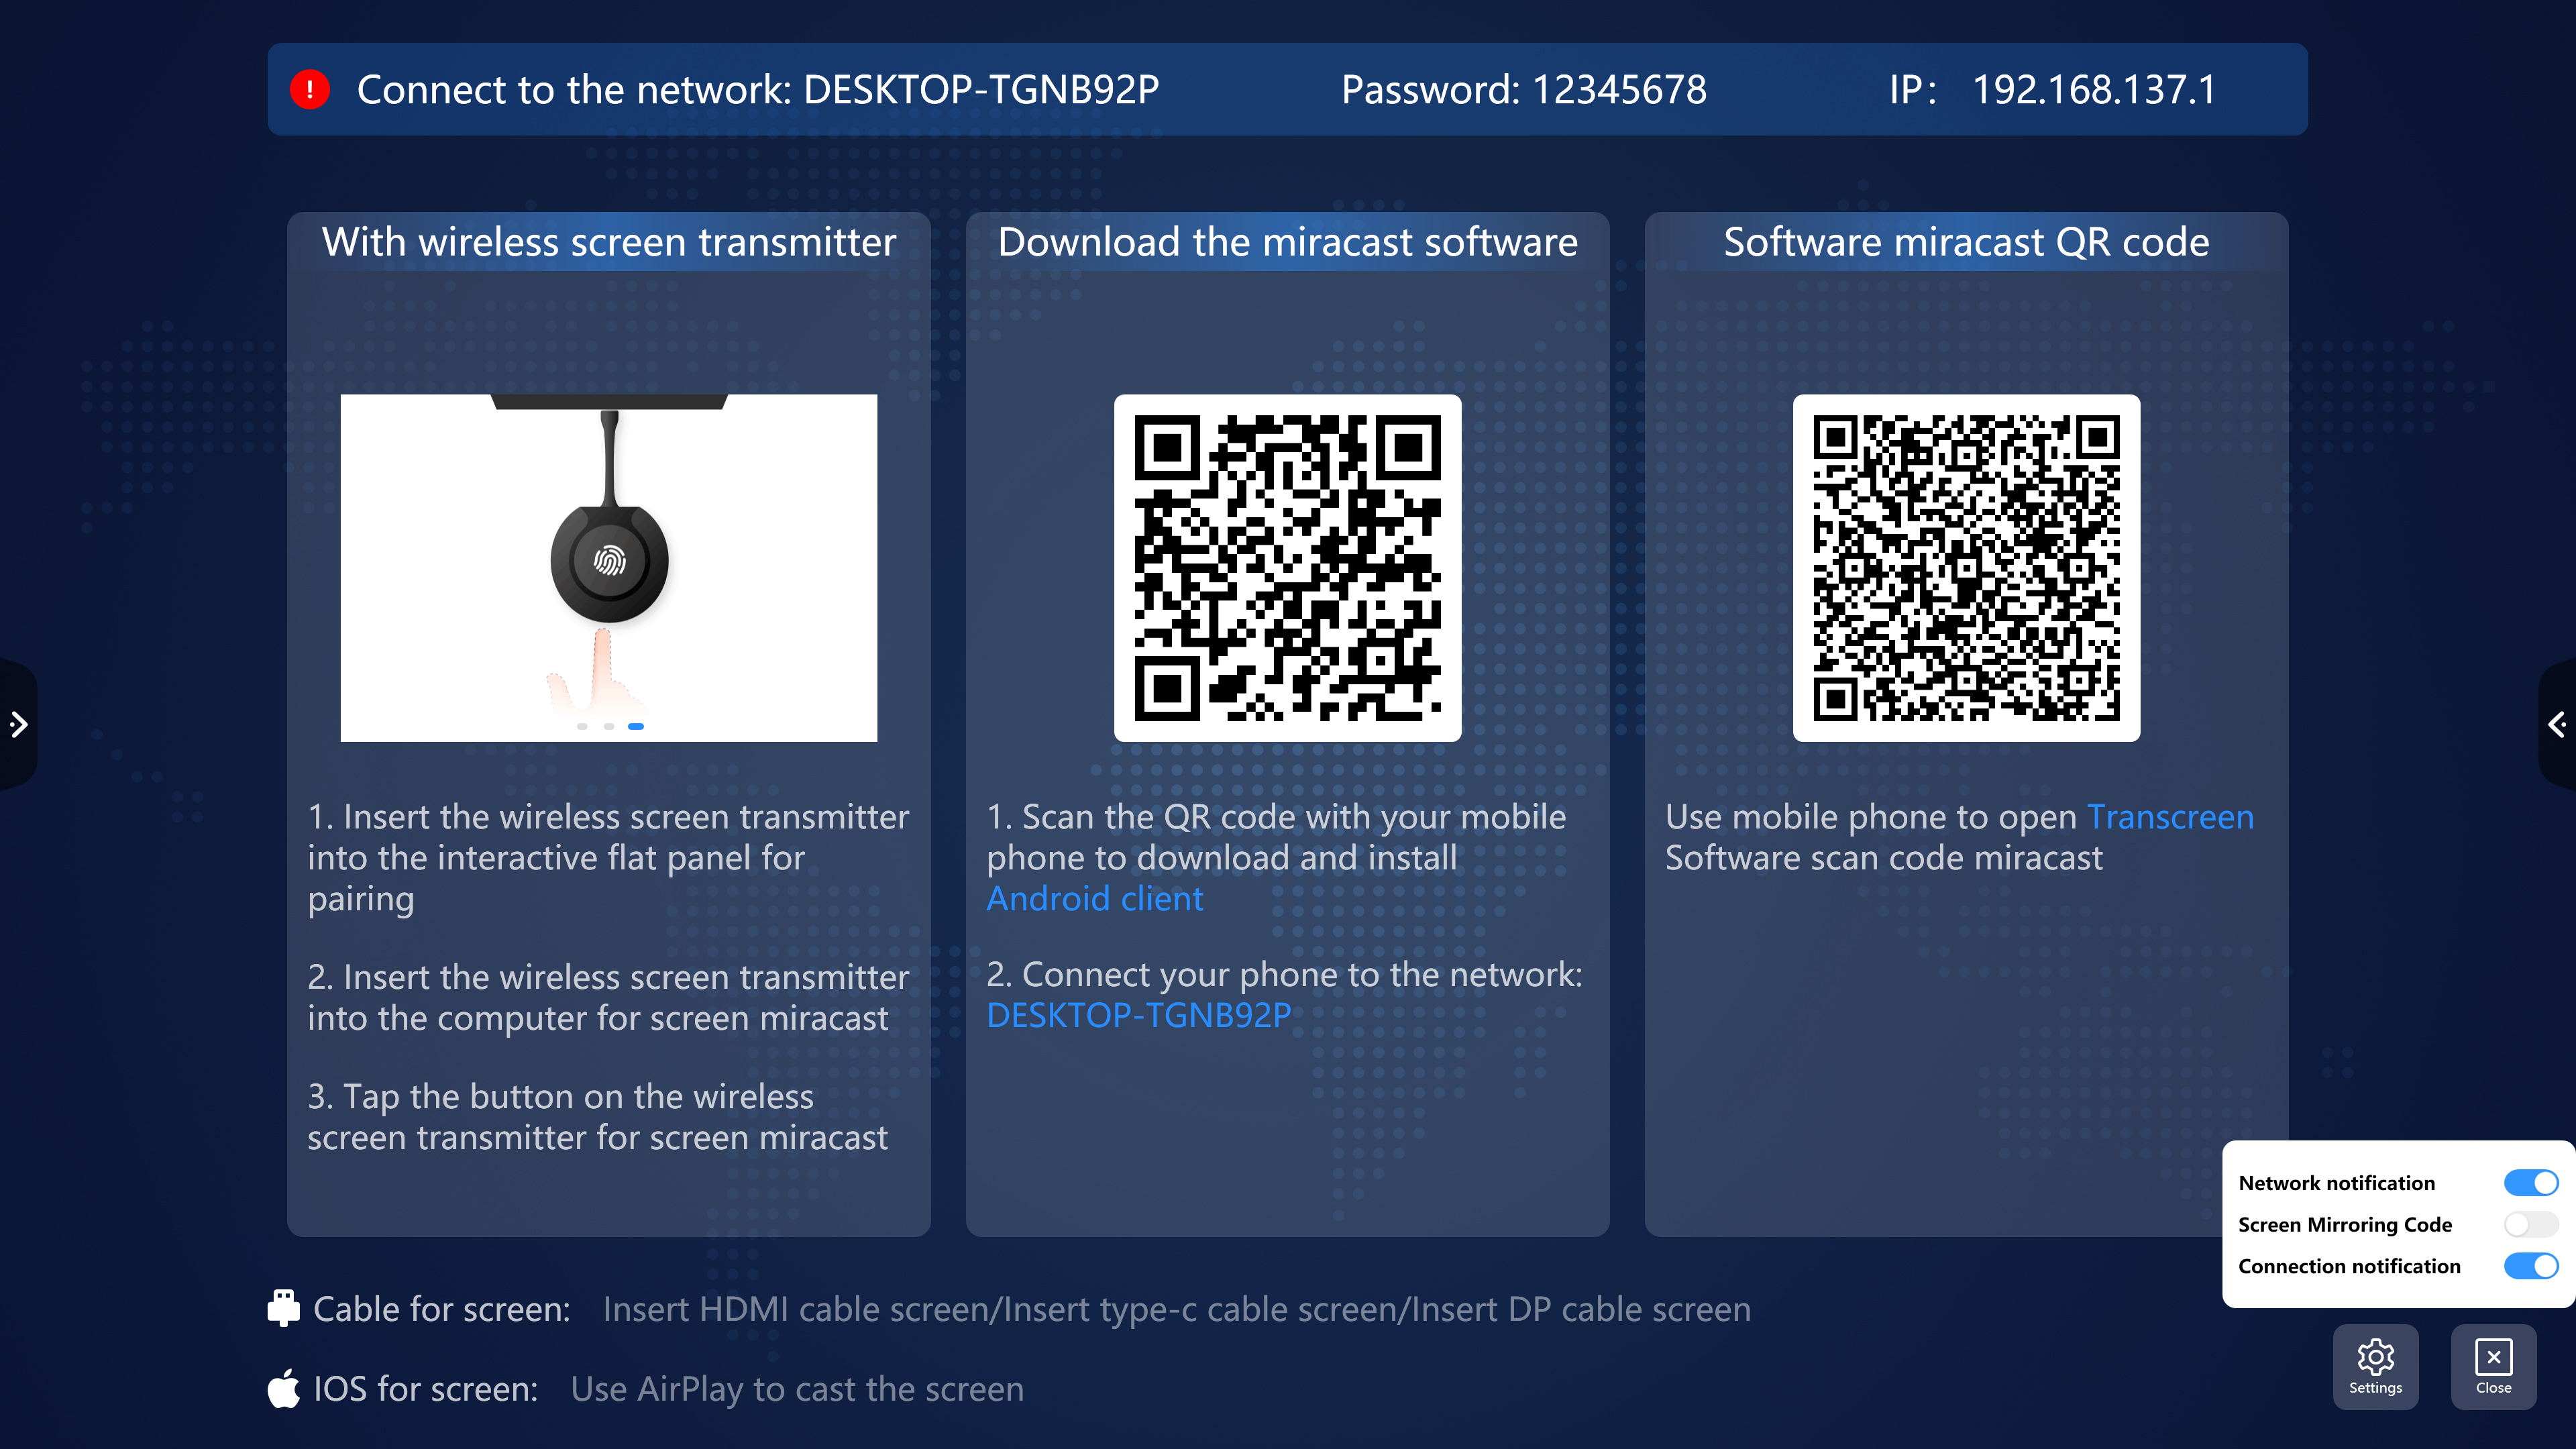 Connect to the network: DESKTOP-TGNB92P Password: 12345678 IP: 192.168.137.1
With wireless screen transmitter
1. Insert the wireless screen transmitter
into the interactive flat panel for
pairing
2. Insert the wireless screen transmitter
into the computer for screen miracast
3. Tap the button on the wireless
screen transmitter for screen miracast
Download the miracast software
1. Scan the QR code with your mobile
phone to download and install
Android client
2. Connect your phone to the network:
DESKTOP-TGNB92P
Software miracast QR code
Use mobile phone to open Transcreen
Software scan code miracast
Network notification
Screen Mirroring Code
Connection notification
Cable for screen: Insert HDMI cable screen/Insert type-c cable screen/Insert DP cable screen
IOS for screen: Use AirPlay to cast the screen
Settings
Close